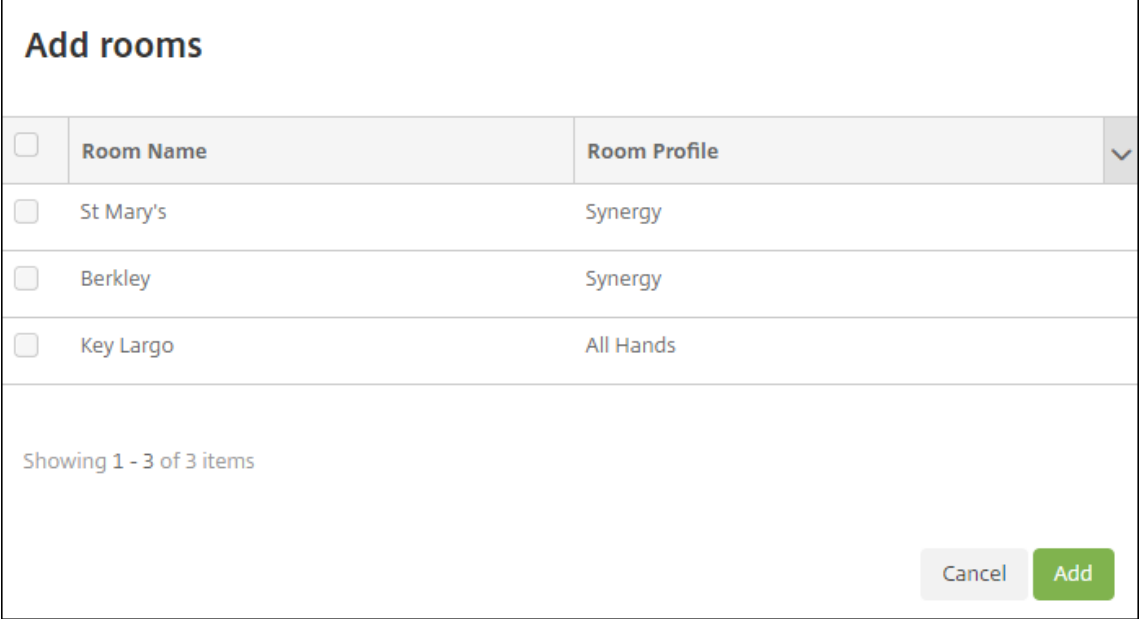 Add rooms
Room Name Room Profile
St Mary's Synergy
Berkley Synergy
Key Largo All Hands
Showing 1 - 3 of 3 items
Cancel Add